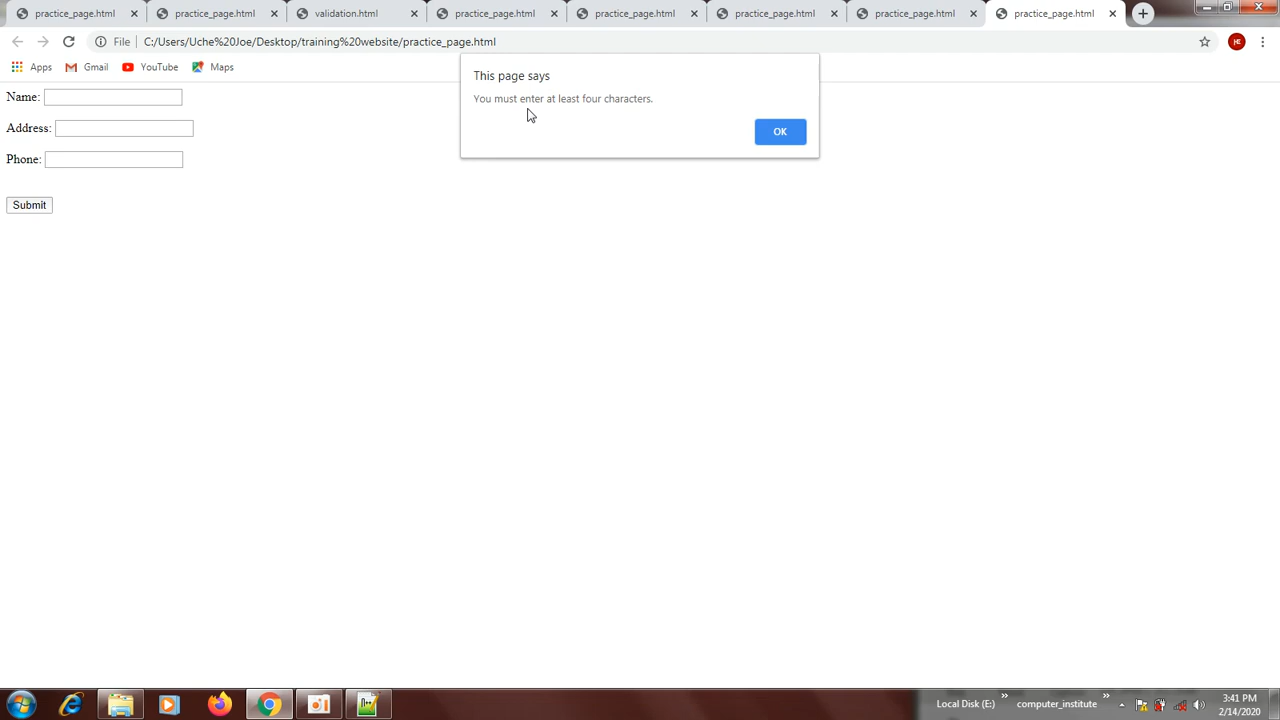 practice_page.html
practice_page.html
validation.html
practice_page.html
practice_page.html
practice_page.html
practice_page.html
practice_page.html
File
C:/Users/Uche%20Joe/Desktop/training%20website/practice_page.html
HE
Apps
Gmail
YouTube
Maps
This page says
You must enter at least four characters.
OK
Name:
Address:
Phone:
Submit
Local Disk (E:)
computer_institute
3:41 PM
2/14/2020